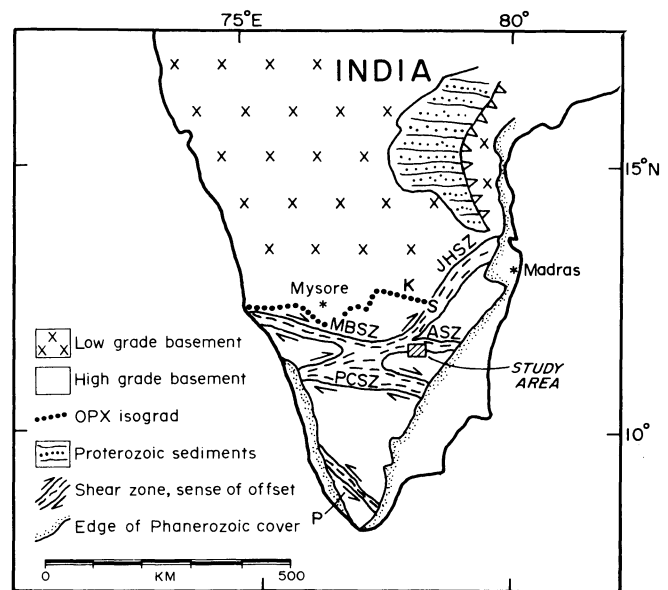 75°E
80°
INDIA
15°N
JHSZ
Mysore
K
S
Madras
MBSZ
ASZ
STUDY
AREA
PCSZ
10°
P
x x x Low grade basement
High grade basement
OPX isograd
Proterozoic sediments
Shear zone, sense of offset
Edge of Phanerozoic cover
0 KM 500